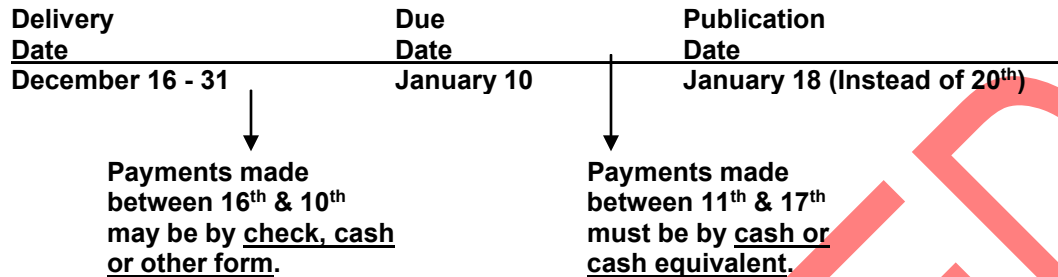 Delivery Due Publication
Date Date Date
December 16 - 31 January 10 January 18 (Instead of 20th)
Payments made
between 16th & 10th
may be by check, cash
or other form.
Payments made
between 11th & 17th
must be by cash or
cash equivalent.